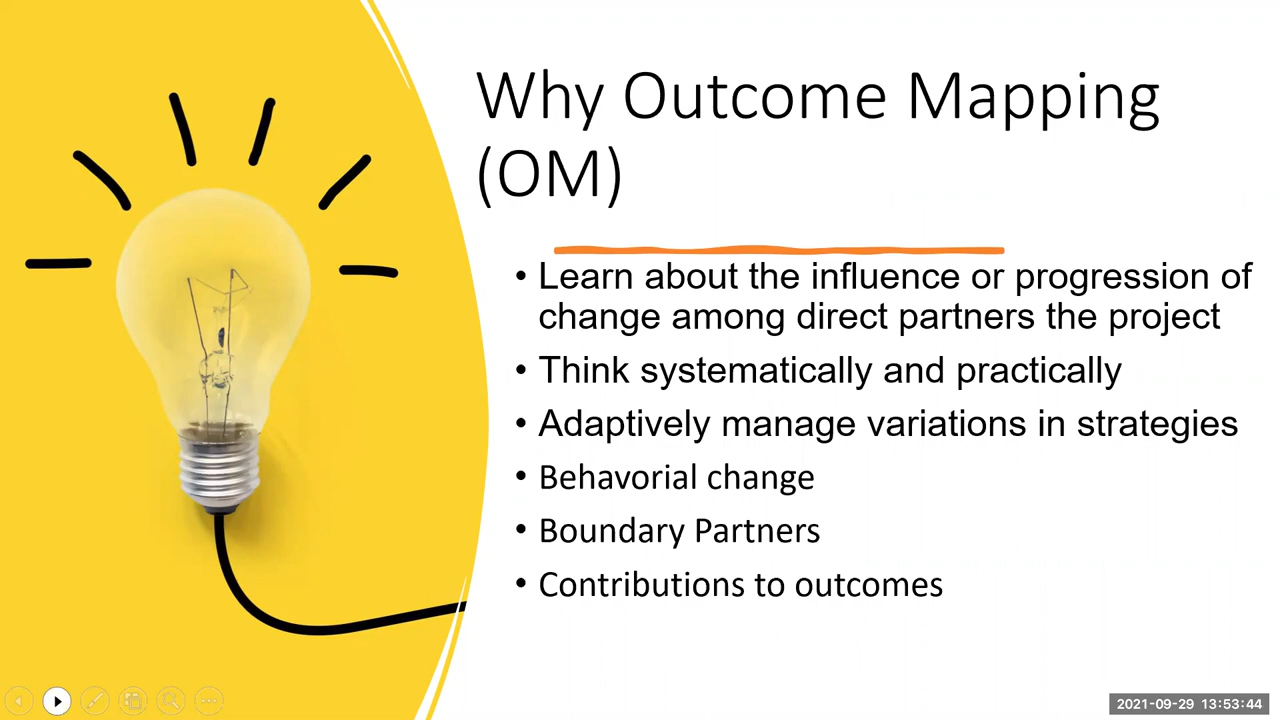 Why Outcome Mapping
(OM)
• Learn about the influence or progression of
change among direct partners the project
• Think systematically and practically
• Adaptively manage variations in strategies
• Behavorial change
• Boundary Partners
• Contributions to outcomes
2021-09-29 13:53:44